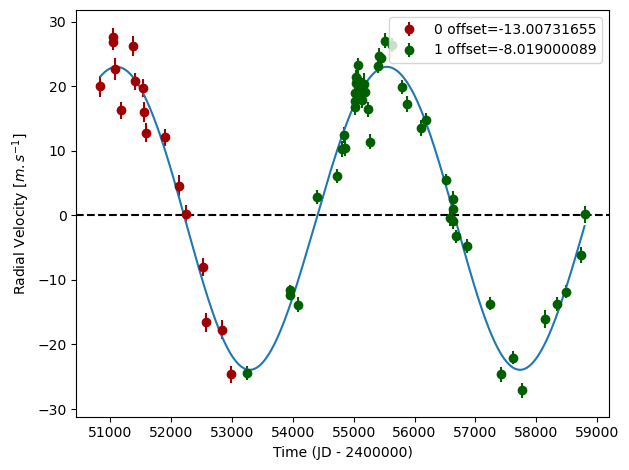 0 offset=-13.00731655
1 offset=-8.019000089
Radial Velocity [m. s⁻¹]
30
20
10
0
−10
−20
−30
51000 52000 53000 54000 55000 56000 57000 58000 59000
Time (JD - 2400000)